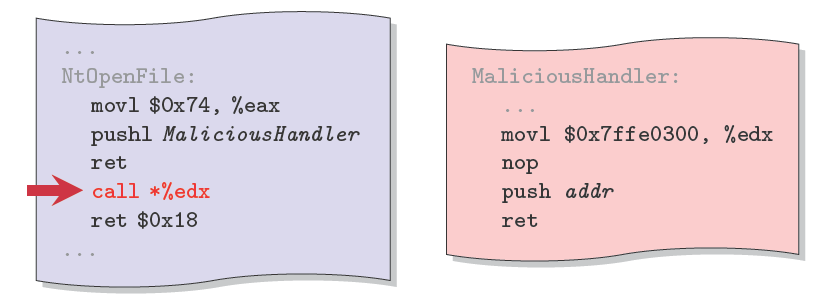 ...
NtOpenFile:
movl $0x74, %eax
pushl MaliciousHandler
ret
call *%edx
ret $0x18
...
MaliciousHandler:
...
movl $0x7ffe0300, %edx
nop
push addr
ret